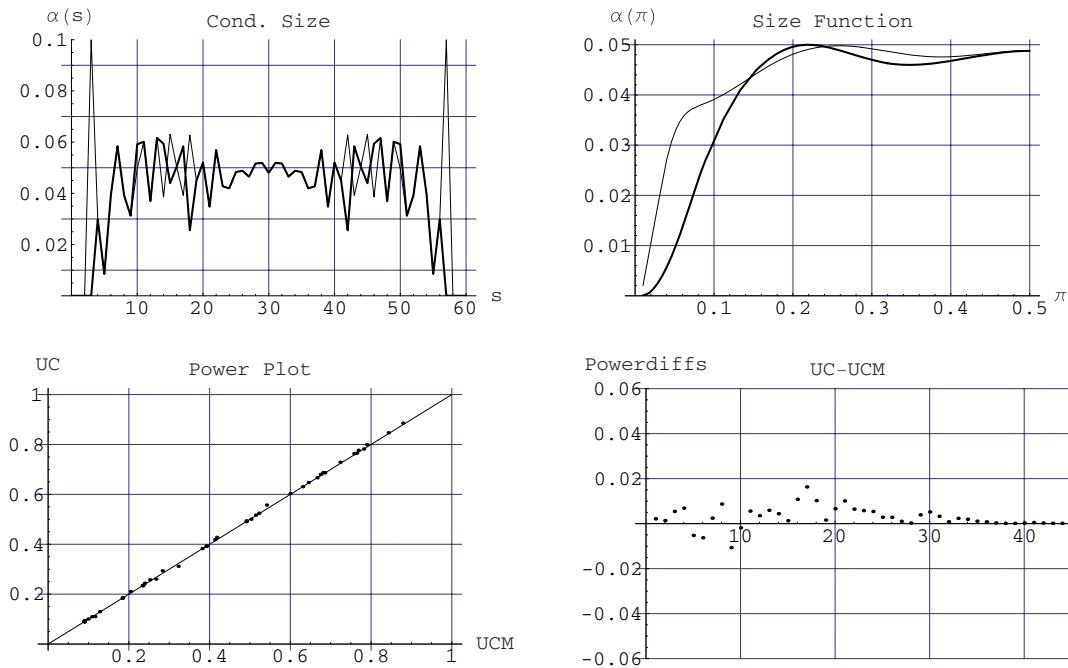 α(s)
Cond. Size
0.1
0.08
0.06
0.04
0.02
10 20 30 40 50 60
s
α(π)
Size Function
0.05
0.04
0.03
0.02
0.01
0.1 0.2 0.3 0.4 0.5
π
UC
Power Plot
1
0.8
0.6
0.4
0.2
0.2 0.4 0.6 0.8 1
UCM
Powerdiffs
UC-UCM
0.06
0.04
0.02
10 20 30 40
-0.02
-0.04
-0.06